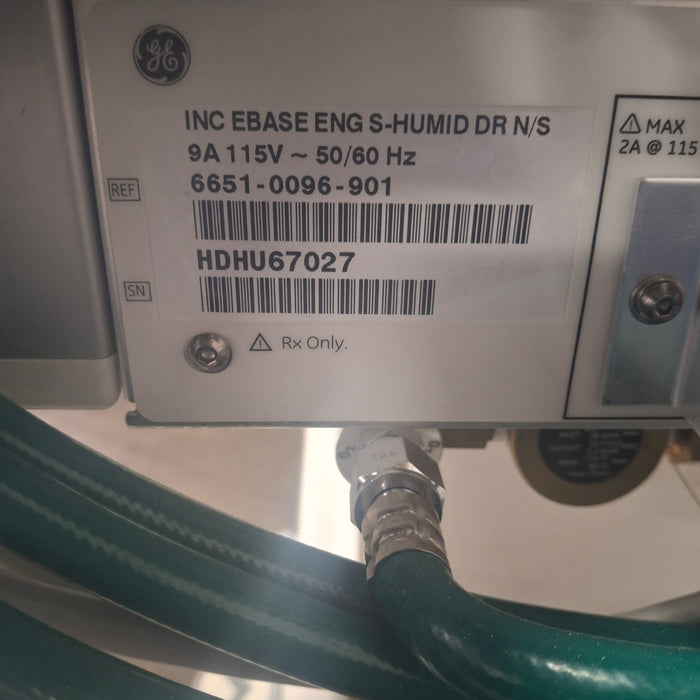 GE
INC EBASE ENG S-HUMID DR N/S
9A 115V ~ 50/60 Hz
REF 6651-0096-901
HDHU67027
SN
⚠ Rx Only.
⚠ MAX
2A @ 115
O₂